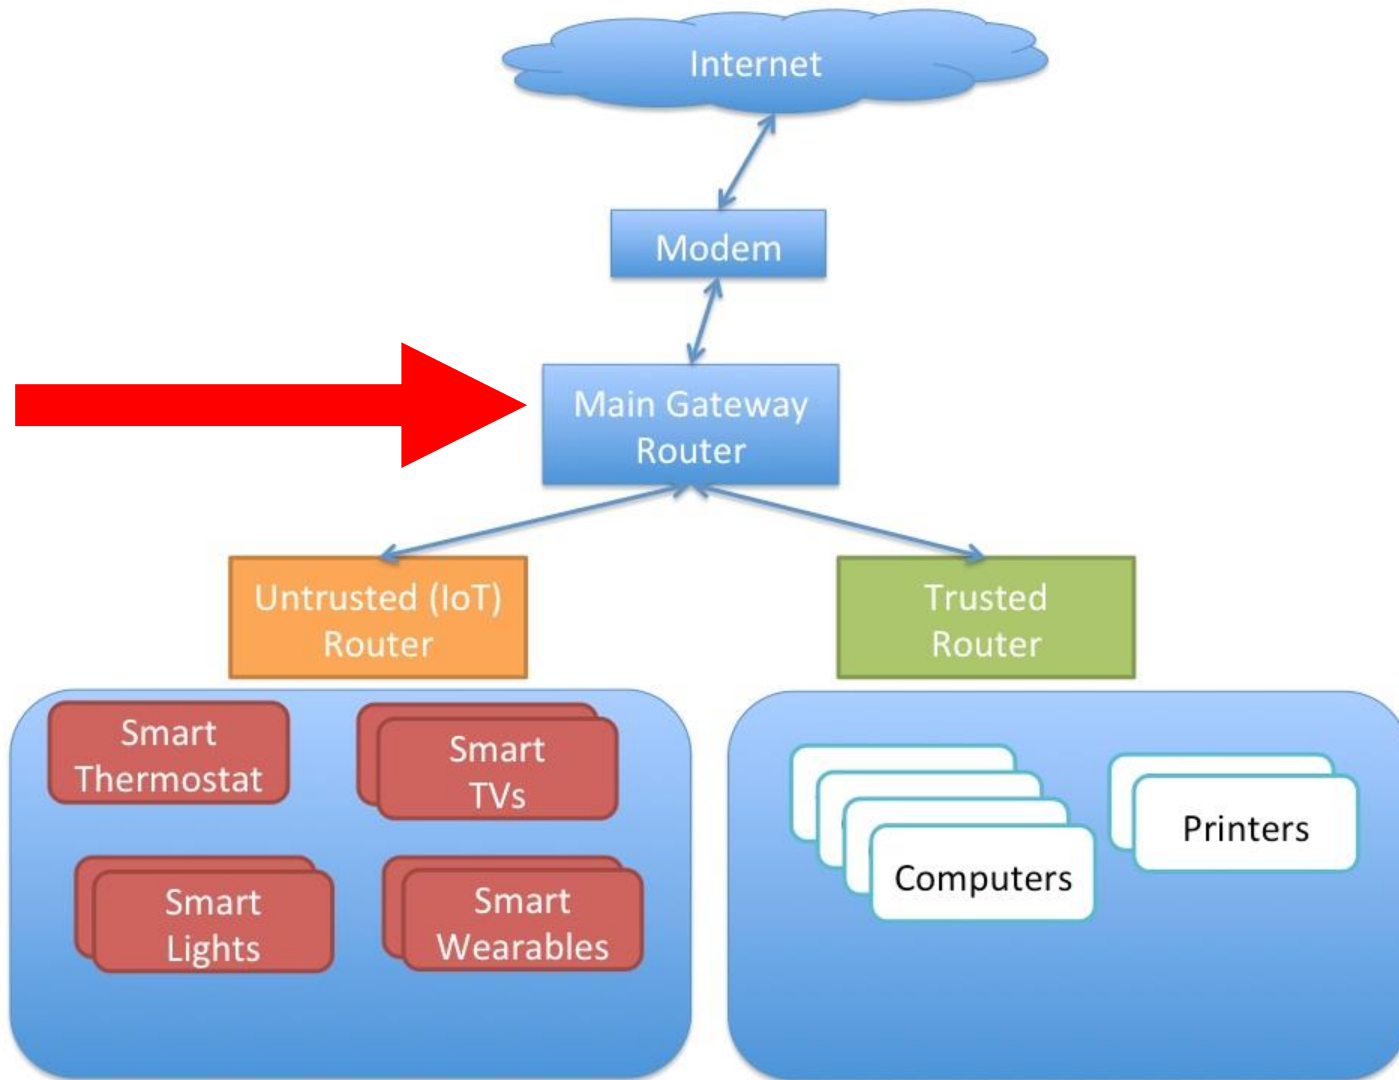 Internet
Modem
Main Gateway
Router
Untrusted (IoT)
Router
Trusted
Router
Smart
Thermostat
Smart
TVs
Smart
Lights
Smart
Wearables
Computers
Printers